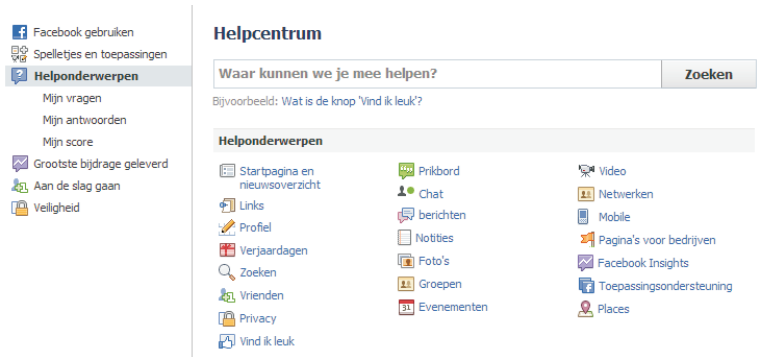 Facebook gebruiken
Spelletjes en toepassingen
Helponderwerpen
Mijn vragen
Mijn antwoorden
Mijn score
Grootste bijdrage geleverd
Aan de slag gaan
Veiligheid
Helpcentrum
Waar kunnen we je mee helpen?
Zoeken
Bijvoorbeeld: Wat is de knop 'Vind ik leuk'?
Helponderwerpen
Startpagina en
nieuwsoverzicht
Links
Profiel
Verjaardagen
Zoeken
Vrienden
Privacy
Vind ik leuk
Prikbord
Chat
berichten
Notities
Foto's
Groepen
31
Evenementen
Video
Netwerken
Mobile
Pagina's voor bedrijven
Facebook Insights
Toepassingsondersteuning
Places